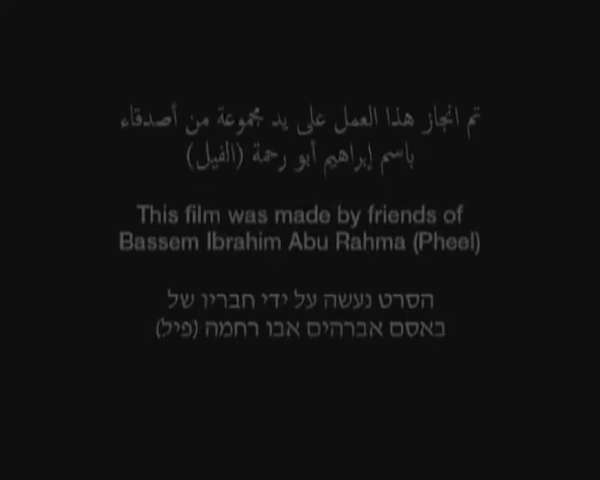 تم انجاز هذا العمل على يد مجموعة من أصدقاء
باسم إبراهيم أبو رحمة (الفيل)
This film was made by friends of
Bassem Ibrahim Abu Rahma (Pheel)
הסרט נעשה על ידי חבריו של
באסם אברהים אבו רחמה (פיל)